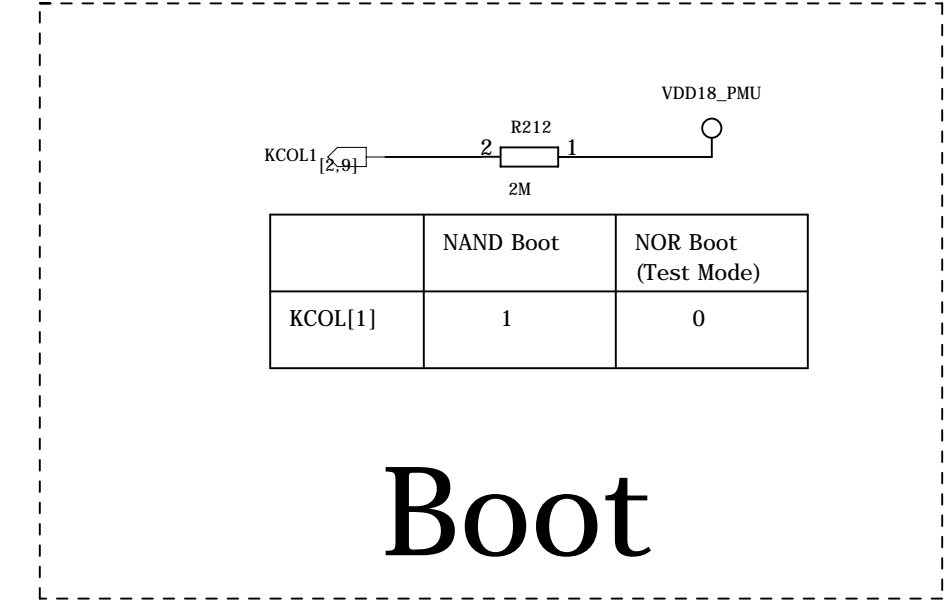 VDD18_PMU
R212
KCOL1 [2,9] 2 1
2M
NAND Boot NOR Boot
(Test Mode)
KCOL[1] 1 0
Boot